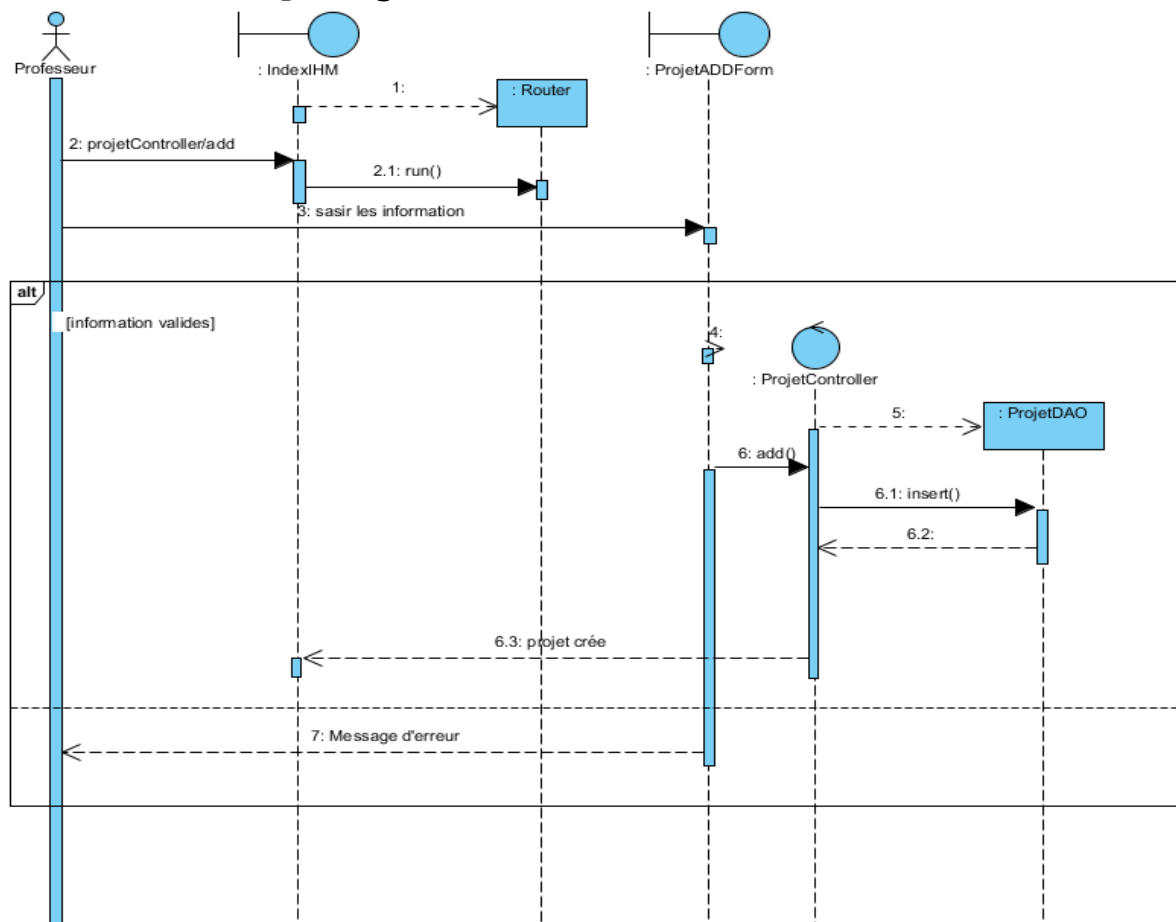 Professeur
: IndexIHM
: ProjetADDForm
1:
: Router
2: projetController/add
2.1: run()
3: sasir les information
alt
[information valides]
4:
: ProjetController
5:
: ProjetDAO
6: add()
6.1: insert()
6.2:
6.3: projet crée
7: Message d'erreur